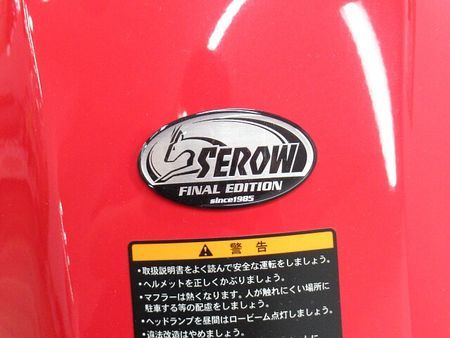 SEROW
FINAL EDITION
since1985
警告
・取扱説明書をよく読んで安全な運転をしましょう。
・ヘルメットを正しくかぶりましょう。
・マフラーは熱くなります。人が触れにくい場所に
駐車する等の配慮をしましょう。
・ヘッドランプを昼間はロービーム点灯しましょう。
・違法改造はやめましょう。